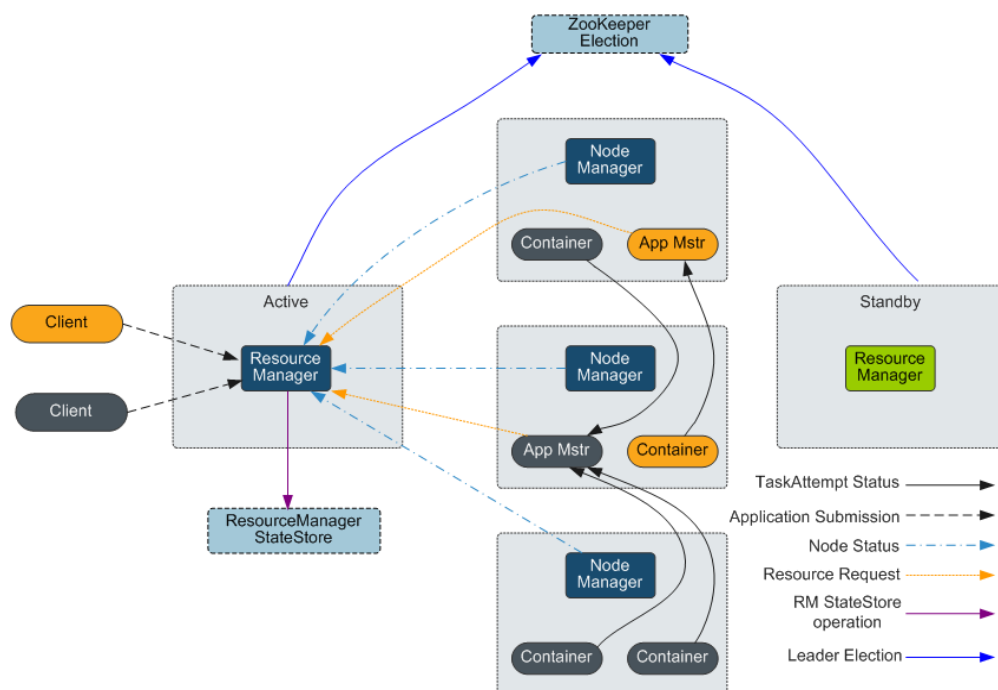 ZooKeeper
Election
Node
Manager
Container
App Mstr
Active
Standby
Client
Resource
Manager
Node
Manager
Resource
Manager
Client
App Mstr
Container
TaskAttempt Status
ResourceManager
StateStore
Application Submission
Node
Manager
Node Status
Resource Request
RM StateStore
operation
Container
Container
Leader Election